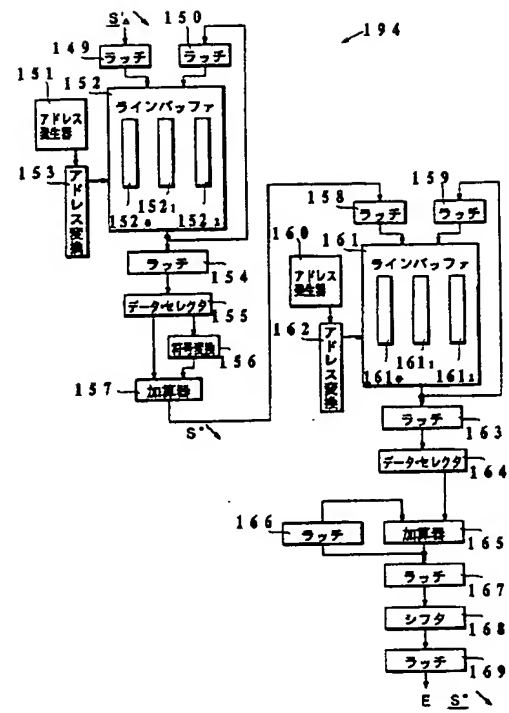 S'△
150
194
149
ラッチ
ラッチ
152
ラインバッファ
151
アドレス
発生器
153
アドレス変換
152₀
152₁
152₂
ラッチ
154
データ・セレクタ
155
符号変換
156
157
加算器
S"
158
159
ラッチ
ラッチ
160
161
ラインバッファ
アドレス
発生器
162
アドレス変換
161₀
161₁
161₂
ラッチ
163
データ・セレクタ
164
166
ラッチ
加算器
165
ラッチ
167
シフタ
168
ラッチ
169
E S"